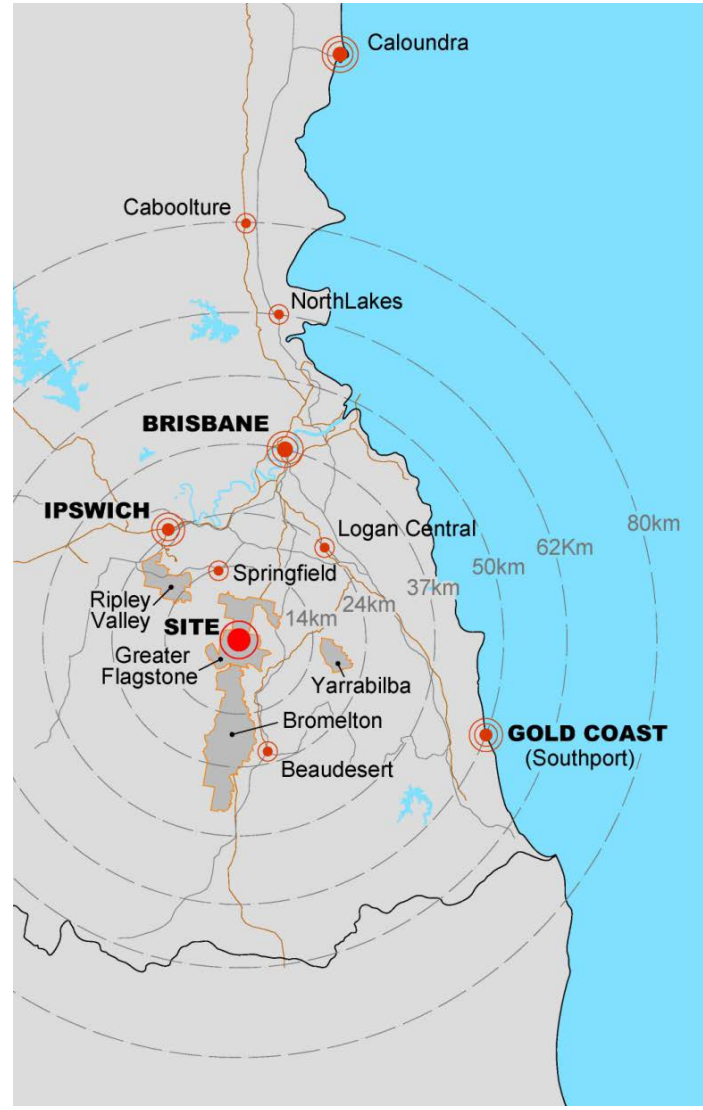 Caloundra
Caboolture
NorthLakes
BRISBANE
IPSWICH
Logan Central
80km
62Km
50km
37km
24km
14km
Springfield
Ripley
Valley
SITE
Greater
Flagstone
Yarrabilba
Bromelton
GOLD COAST
(Southport)
Beaudesert